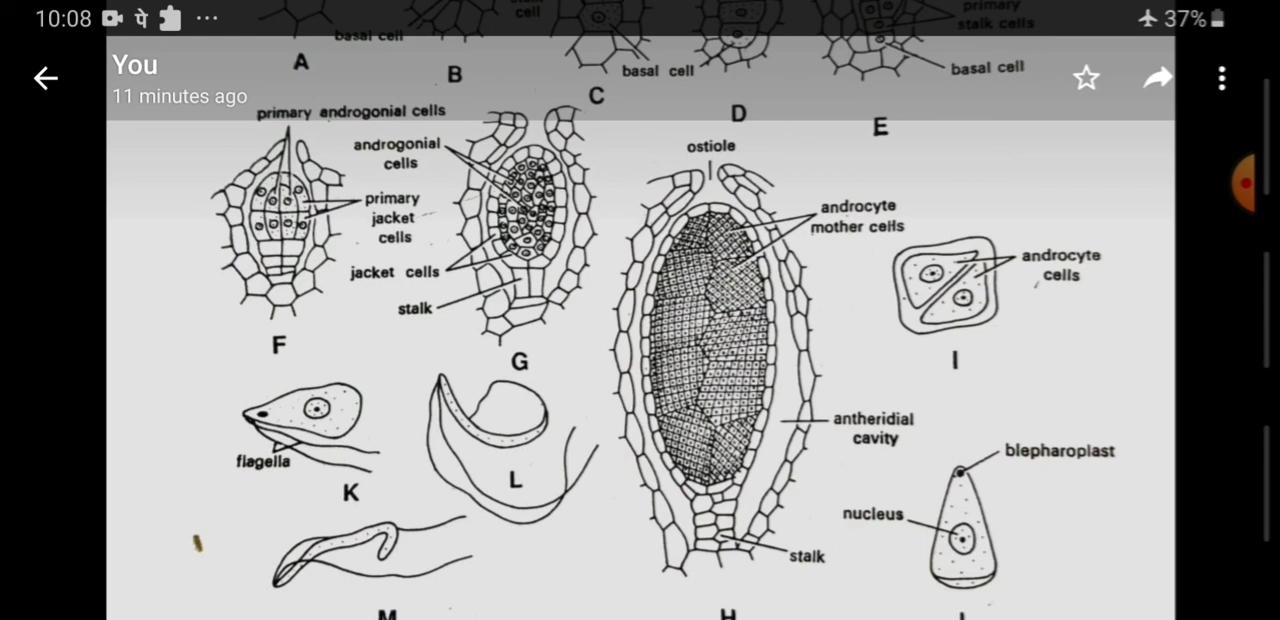 10:08
पे
...
37%
stalk
cell
primary
stalk cells
basal cell
basal cell
basal cell
You
11 minutes ago
A
B
C
D
E
primary androgonial cells
androgonial
cells
primary
jacket
cells
jacket cells
stalk
ostiole
androcyte
mother cells
androcyte
cells
F
G
I
antheridial
cavity
flagella
K
L
blepharoplast
nucleus
stalk
M
H